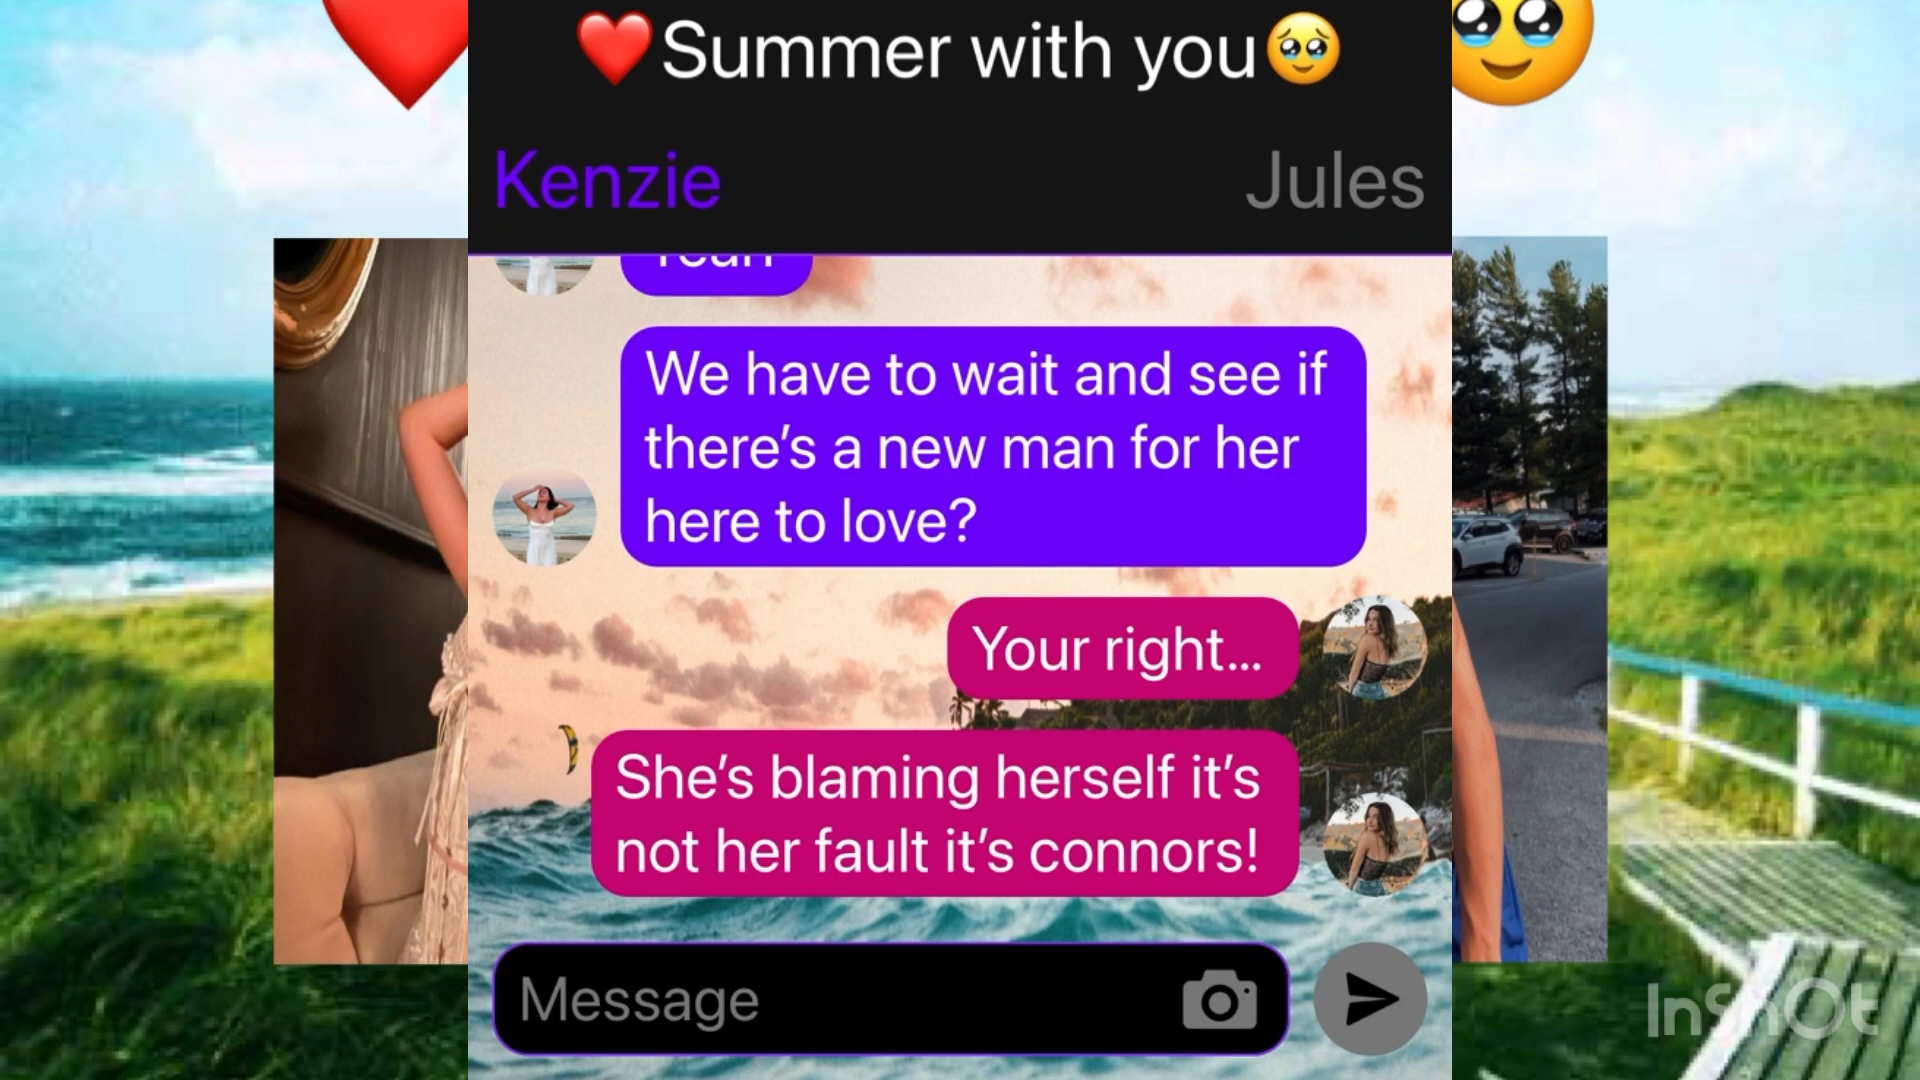 ❤️Summer with you🥹
Kenzie
Jules
Yeah
We have to wait and see if
there's a new man for her
here to love?
Your right...
She's blaming herself it's
not her fault it's connors!
Message
InShOt